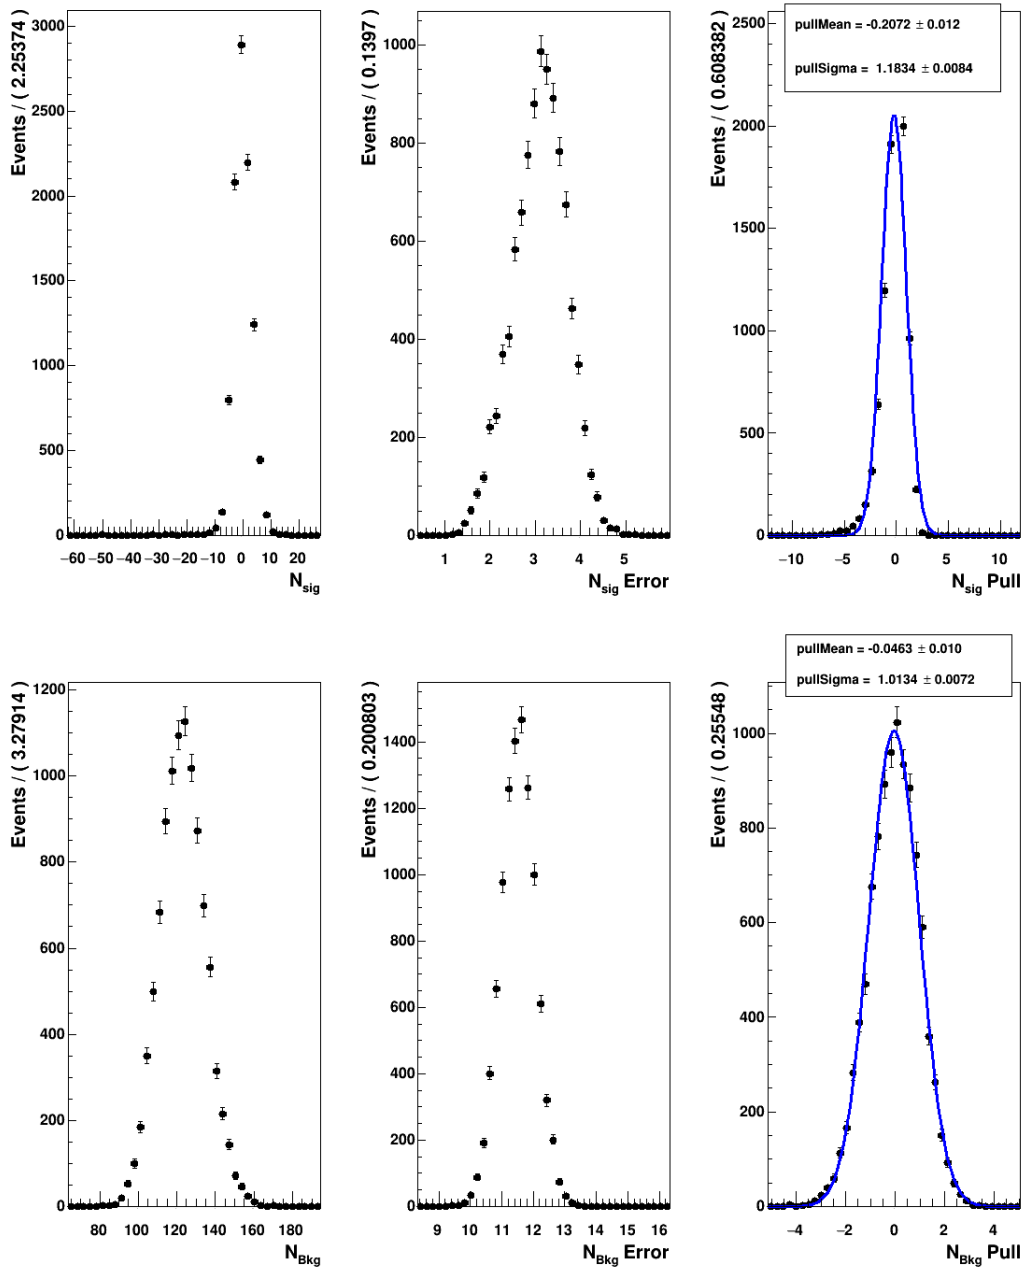 Events / ( 2.25374 )
3000
2500
2000
1500
1000
500
0
−60 −50 −40 −30 −20 −10 0 10 20
N_sig
Events / ( 0.1397 )
1000
800
600
400
200
0
1 2 3 4 5
N_sig Error
Events / ( 0.608382 )
pullMean = -0.2072 ± 0.012
pullSigma = 1.1834 ± 0.0084
2500
2000
1500
1000
500
0
−10 −5 0 5 10
N_sig Pull
Events / ( 3.27914 )
1200
1000
800
600
400
200
0
80 100 120 140 160 180
N_Bkg
Events / ( 0.200803 )
1400
1200
1000
800
600
400
200
0
9 10 11 12 13 14 15 16
N_Bkg Error
Events / ( 0.25548 )
pullMean = -0.0463 ± 0.010
pullSigma = 1.0134 ± 0.0072
1000
800
600
400
200
0
−4 −2 0 2 4
N_Bkg Pull